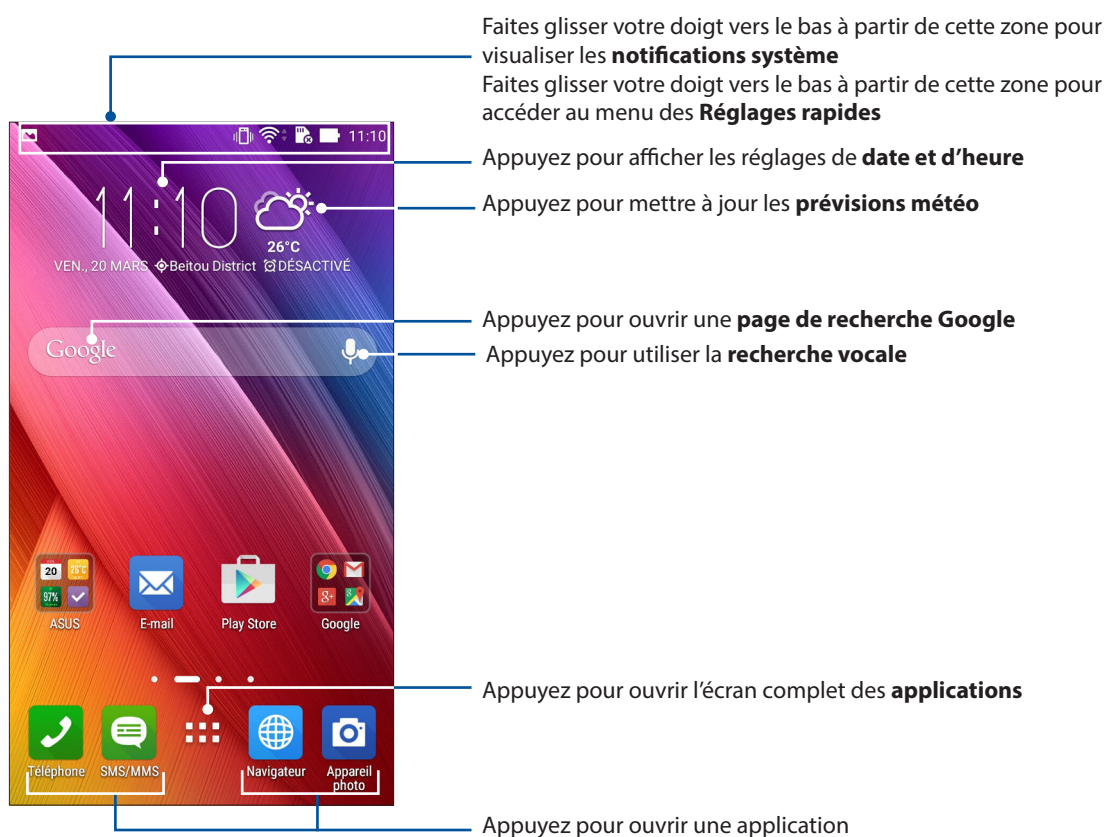 Faites glisser votre doigt vers le bas à partir de cette zone pour
visualiser les notifications système
Faites glisser votre doigt vers le bas à partir de cette zone pour
accéder au menu des Réglages rapides
11:10
Appuyez pour afficher les réglages de date et d’heure
11:10
Appuyez pour mettre à jour les prévisions météo
26°C
VEN., 20 MARS Beitou District DÉSACTIVÉ
Appuyez pour ouvrir une page de recherche Google
Google
Appuyez pour utiliser la recherche vocale
20 26°C
97%
8+
ASUS E-mail Play Store Google
Appuyez pour ouvrir l’écran complet des applications
Téléphone SMS/MMS Navigateur Appareil
photo
Appuyez pour ouvrir une application